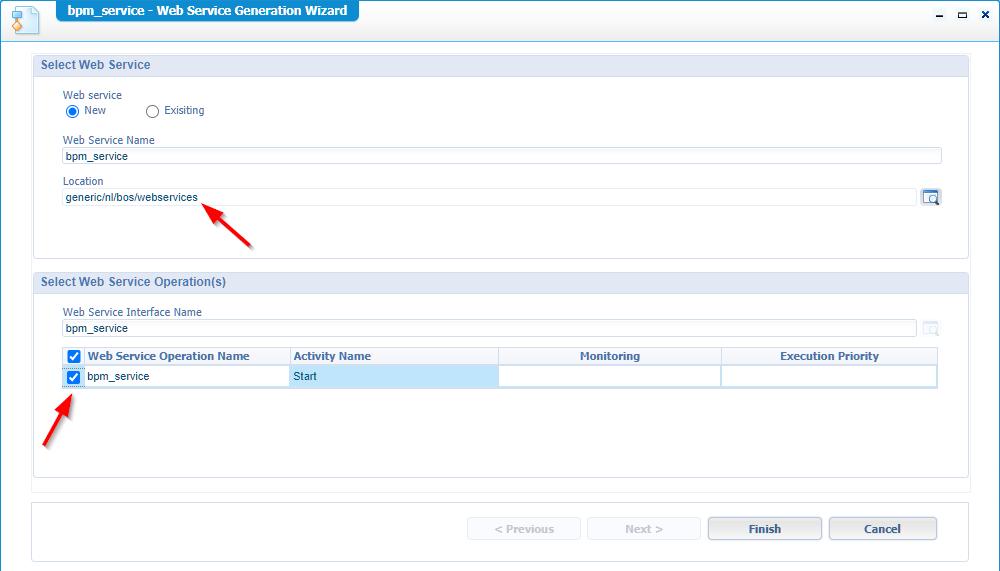 bpm_service - Web Service Generation Wizard
Select Web Service
Web service
New Exisiting
Web Service Name
bpm_service
Location
generic/nl/bos/webservices
Select Web Service Operation(s)
Web Service Interface Name
bpm_service
Web Service Operation Name Activity Name Monitoring Execution Priority
bpm_service Start
< Previous Next > Finish Cancel